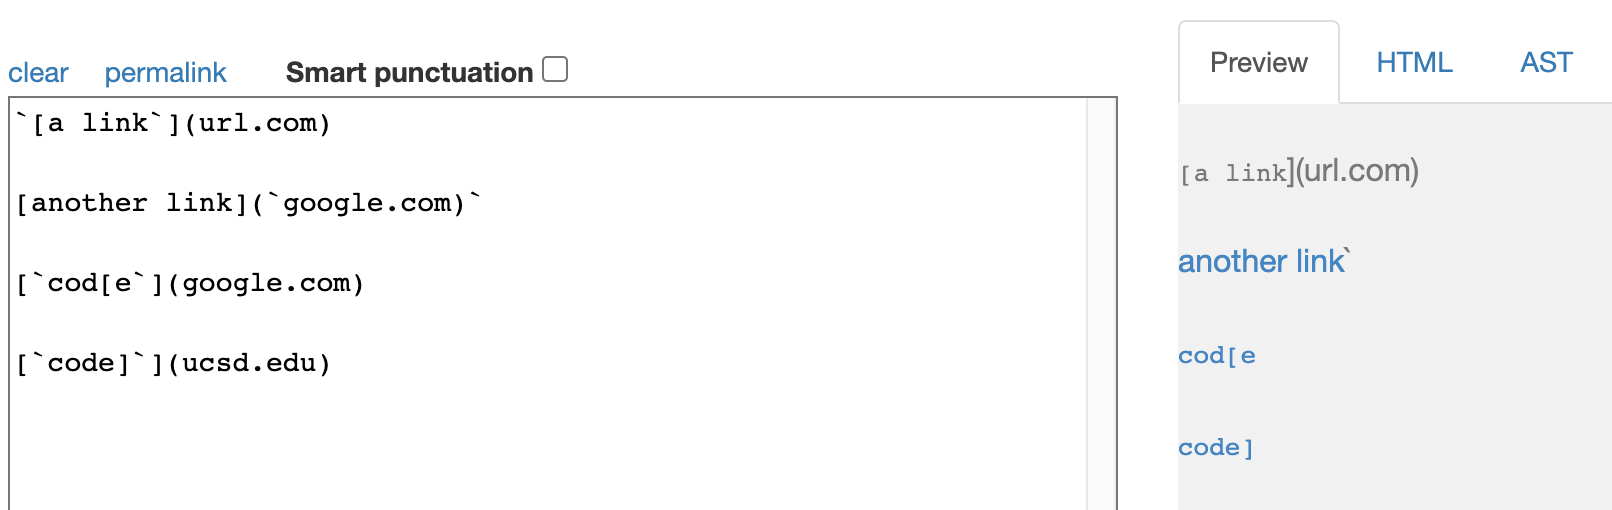 clear permalink Smart punctuation
`[a link`](url.com)
[another link](`google.com)`
[`cod[e`](google.com)
[`code]`](ucsd.edu)
Preview HTML AST
[a link](url.com)
another link`
cod[e
code]